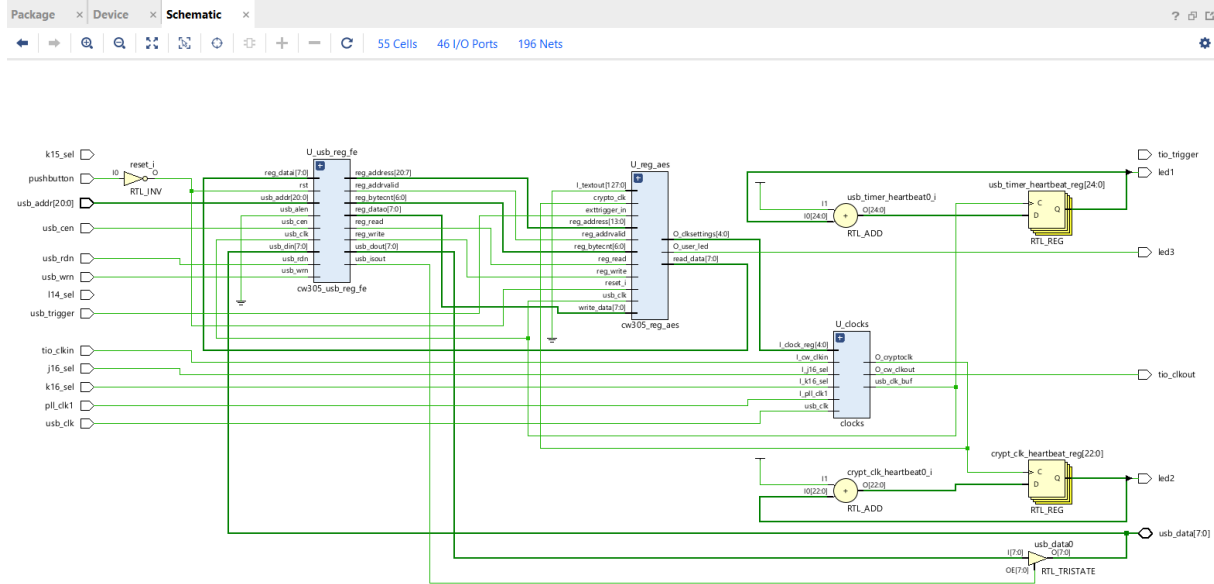 Package × Device × Schematic ×
?
55 Cells 46 I/O Ports 196 Nets
k15_sel
pushbutton
usb_addr[20:0]
usb_cen
usb_rdn
usb_wrn
l14_sel
usb_trigger
tio_clkin
j16_sel
k16_sel
pll_clk1
usb_clk
reset_i
I0 O
RTL_INV
U_usb_reg_fe
+
reg_datai[7:0]
rst
usb_addr[20:0]
usb_alen
usb_cen
usb_clk
usb_din[7:0]
usb_rdn
usb_wrn
reg_address[20:7]
reg_addrvalid
reg_bytecnt[6:0]
reg_datao[7:0]
reg_read
reg_write
usb_dout[7:0]
usb_isout
cw305_usb_reg_fe
U_reg_aes
+
I_textout[127:0]
crypto_clk
exttrigger_in
reg_address[13:0]
reg_addrvalid
reg_bytecnt[6:0]
reg_read
reg_write
reset_i
usb_clk
write_data[7:0]
O_clksettings[4:0]
O_user_led
read_data[7:0]
cw305_reg_aes
U_clocks
+
I_clock_reg[4:0]
I_cw_clkin
I_j16_sel
I_k16_sel
I_pll_clk1
usb_clk
O_cryptoclk
O_cw_clkout
usb_clk_buf
clocks
usb_timer_heartbeat0_i
I1
I0[24:0]
+
O[24:0]
RTL_ADD
usb_timer_heartbeat_reg[24:0]
C
D
Q
RTL_REG
crypt_clk_heartbeat0_i
I1
I0[22:0]
+
O[22:0]
RTL_ADD
crypt_clk_heartbeat_reg[22:0]
C
D
Q
RTL_REG
usb_data0
I[7:0] O[7:0]
OE[7:0]
RTL_TRISTATE
tio_trigger
led1
led3
tio_clkout
led2
usb_data[7:0]